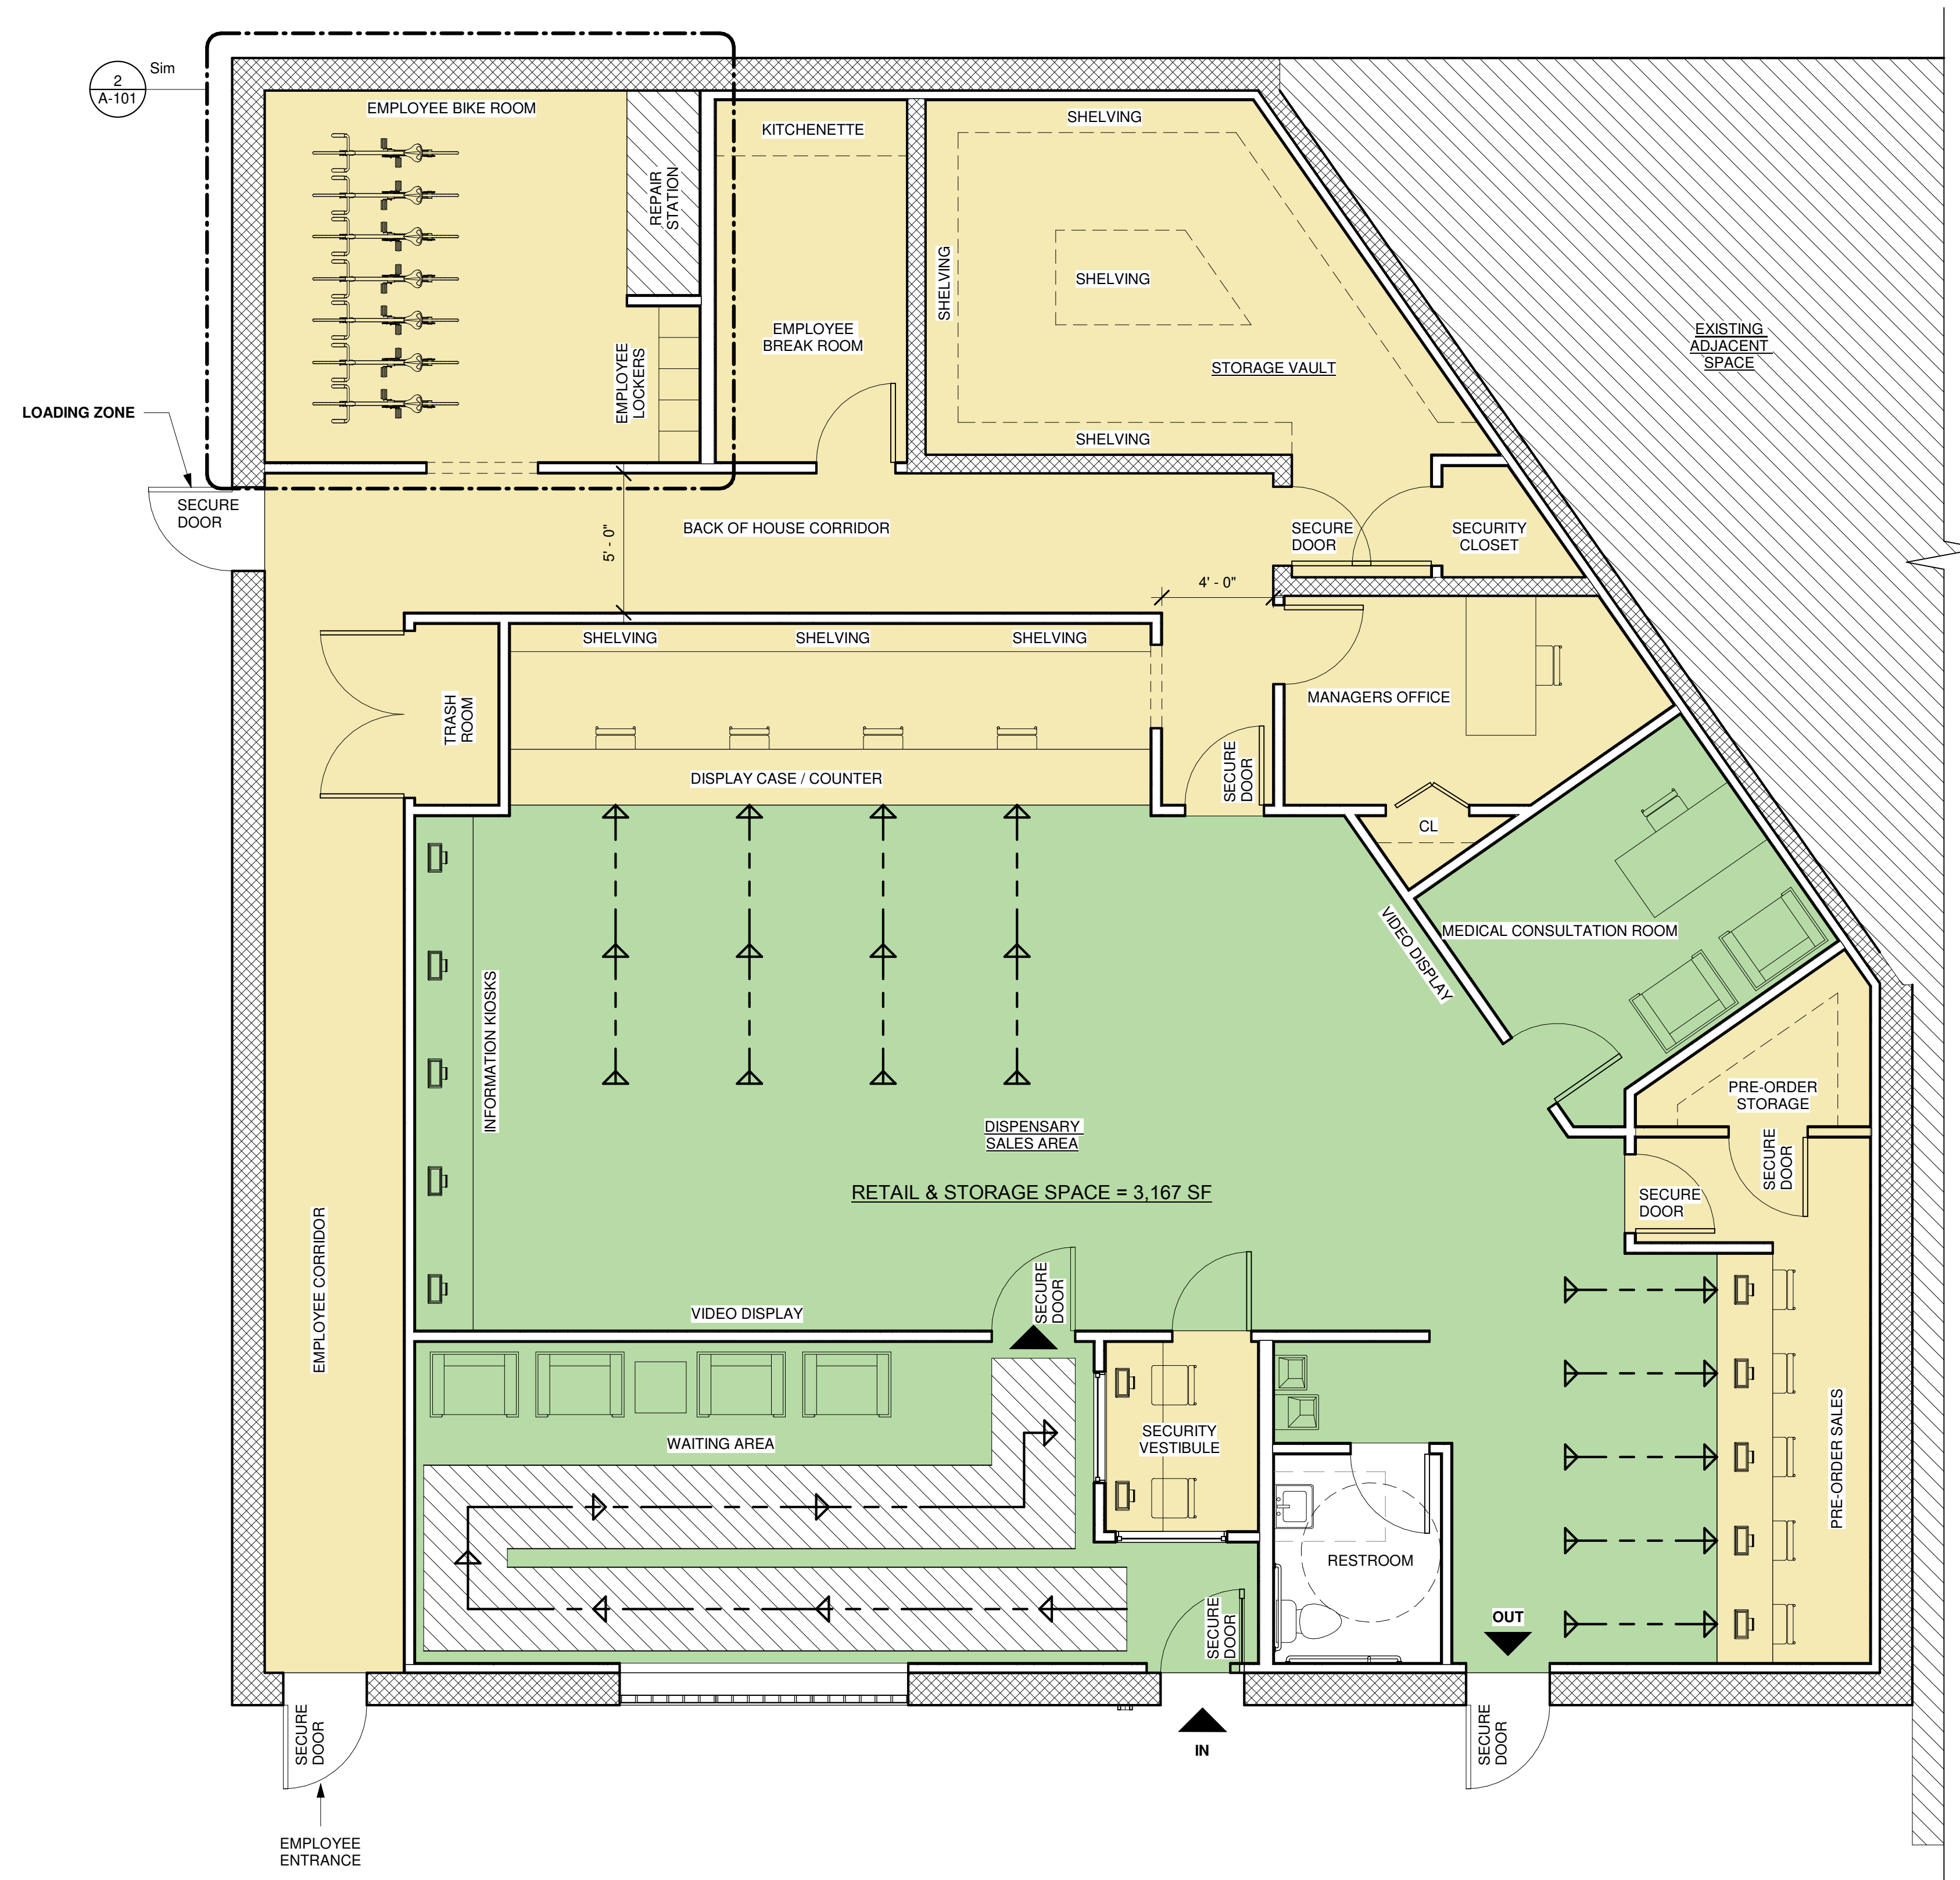 2
A-101
Sim
EMPLOYEE BIKE ROOM
REPAIR
STATION
EMPLOYEE
LOCKERS
KITCHENETTE
EMPLOYEE
BREAK ROOM
SHELVING
SHELVING
SHELVING
STORAGE VAULT
SHELVING
EXISTING
ADJACENT
SPACE
LOADING ZONE
SECURE
DOOR
5' - 0"
BACK OF HOUSE CORRIDOR
SECURE
DOOR
SECURITY
CLOSET
4' - 0"
SHELVING
SHELVING
SHELVING
TRASH
ROOM
DISPLAY CASE / COUNTER
SECURE
DOOR
MANAGERS OFFICE
CL
VIDEO DISPLAY
MEDICAL CONSULTATION ROOM
INFORMATION KIOSKS
DISPENSARY
SALES AREA
RETAIL & STORAGE SPACE = 3,167 SF
PRE-ORDER
STORAGE
SECURE
DOOR
SECURE
DOOR
EMPLOYEE CORRIDOR
VIDEO DISPLAY
SECURE
DOOR
WAITING AREA
SECURITY
VESTIBULE
PRE-ORDER SALES
RESTROOM
SECURE
DOOR
OUT
SECURE
DOOR
IN
SECURE
DOOR
EMPLOYEE
ENTRANCE